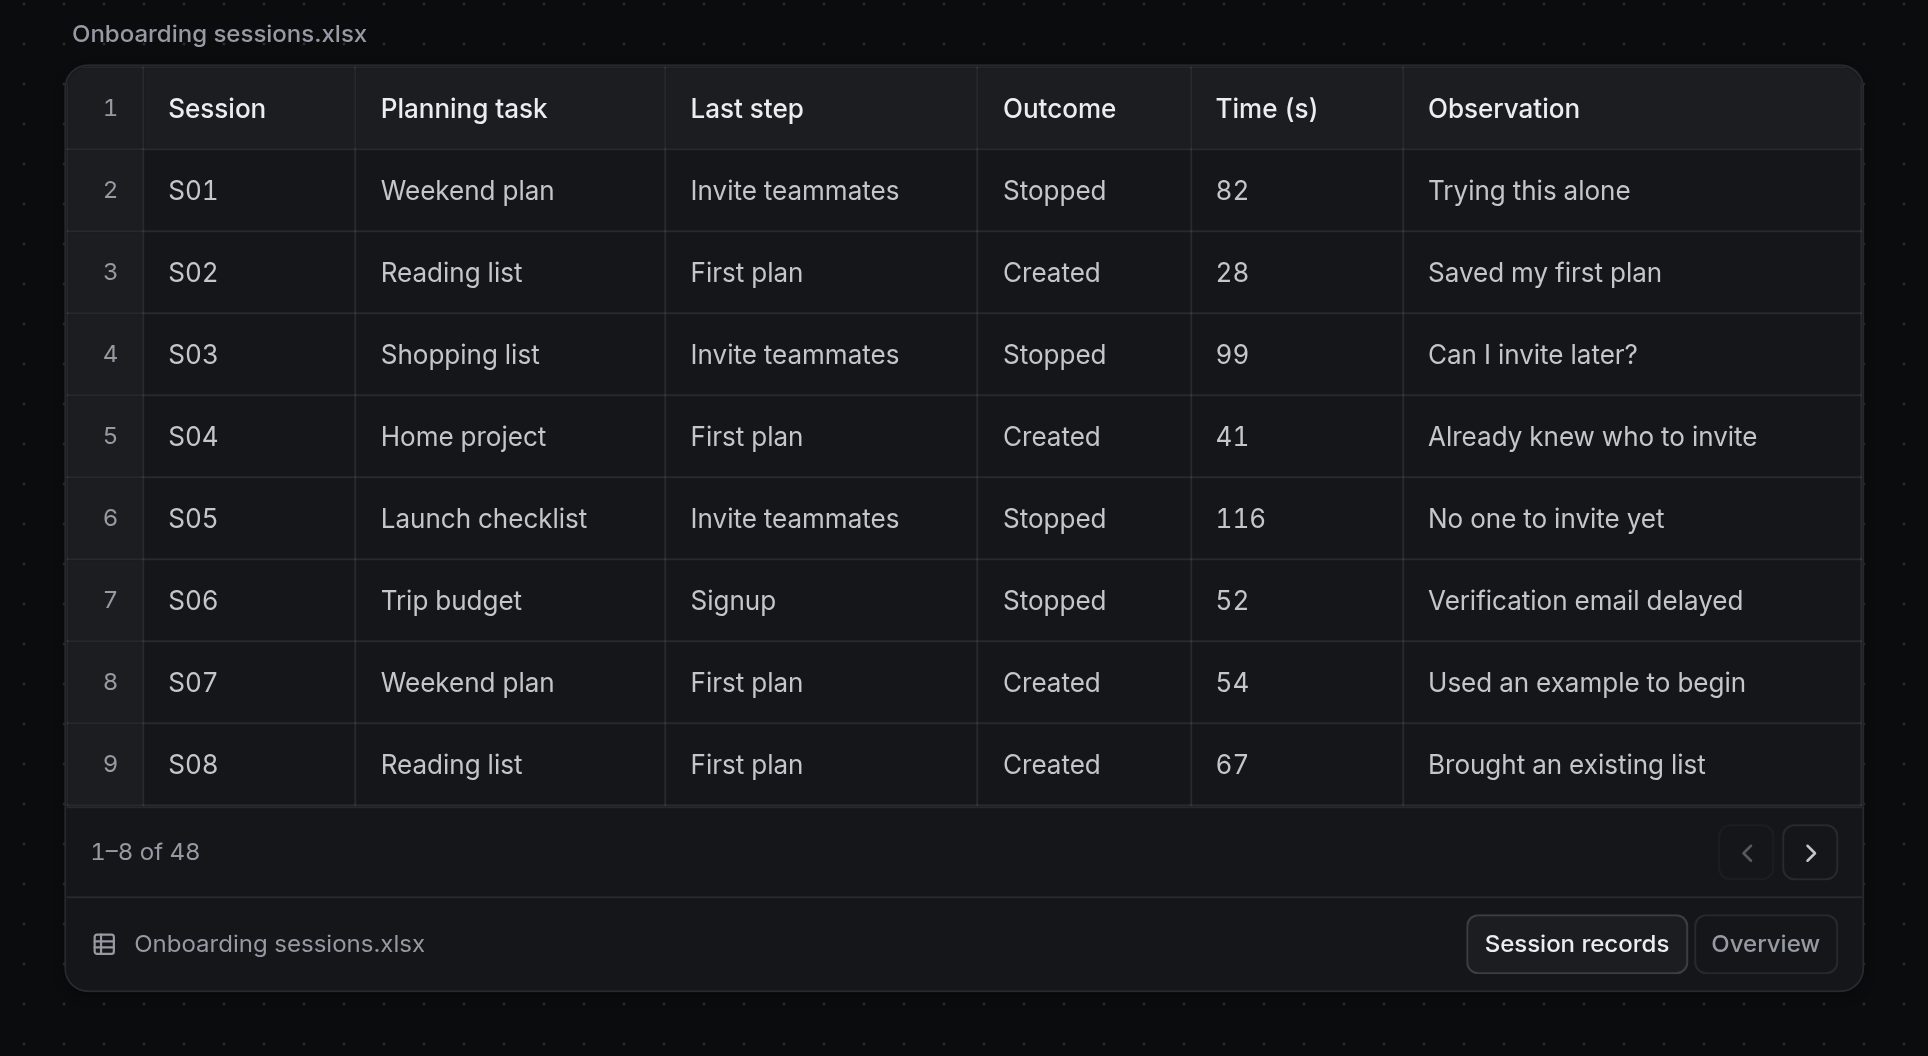 Onboarding sessions.xlsx
1 Session Planning task Last step Outcome Time (s) Observation
2 S01 Weekend plan Invite teammates Stopped 82 Trying this alone
3 S02 Reading list First plan Created 28 Saved my first plan
4 S03 Shopping list Invite teammates Stopped 99 Can I invite later?
5 S04 Home project First plan Created 41 Already knew who to invite
6 S05 Launch checklist Invite teammates Stopped 116 No one to invite yet
7 S06 Trip budget Signup Stopped 52 Verification email delayed
8 S07 Weekend plan First plan Created 54 Used an example to begin
9 S08 Reading list First plan Created 67 Brought an existing list
1–8 of 48
Onboarding sessions.xlsx Session records Overview